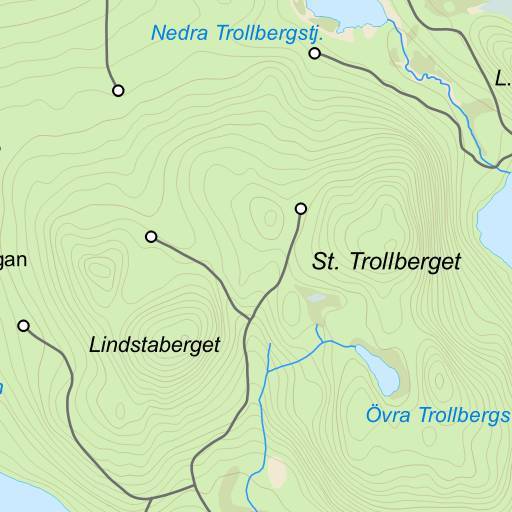 Nedra Trollbergstj.
L.
gan
St. Trollberget
Lindstaberget
Övra Trollbergs